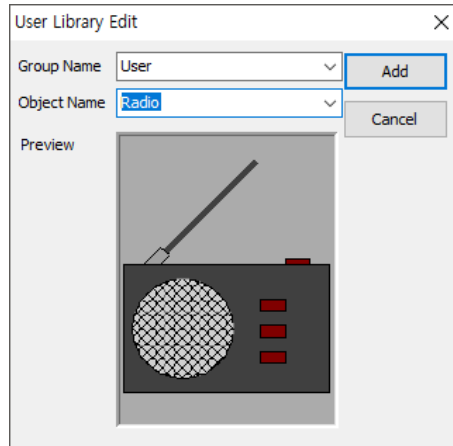 User Library Edit
Group Name User Add
Object Name Radio
Cancel
Preview